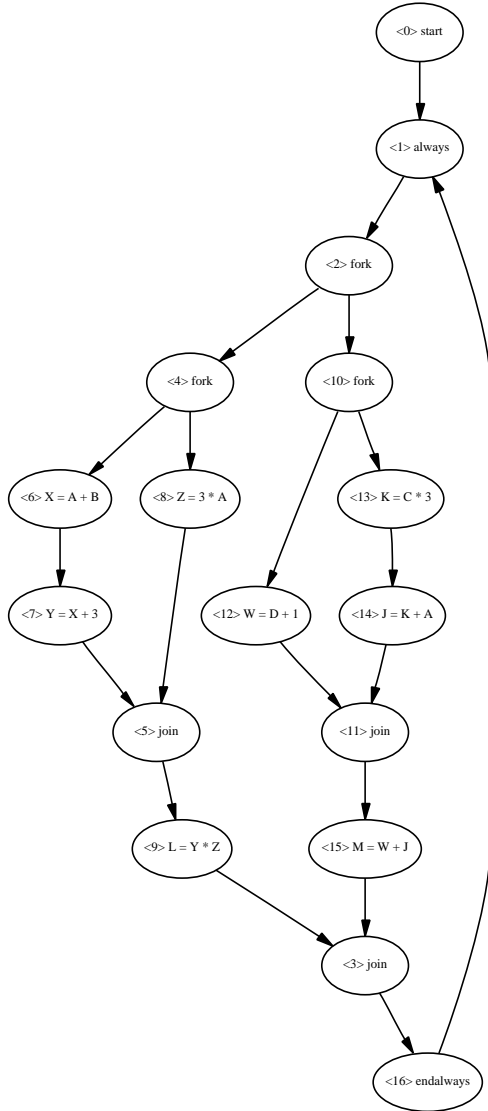 <0> start
<1> always
<2> fork
<4> fork
<10> fork
<6> X = A + B
<8> Z = 3 * A
<13> K = C * 3
<7> Y = X + 3
<12> W = D + 1
<14> J = K + A
<5> join
<11> join
<9> L = Y * Z
<15> M = W + J
<3> join
<16> endalways